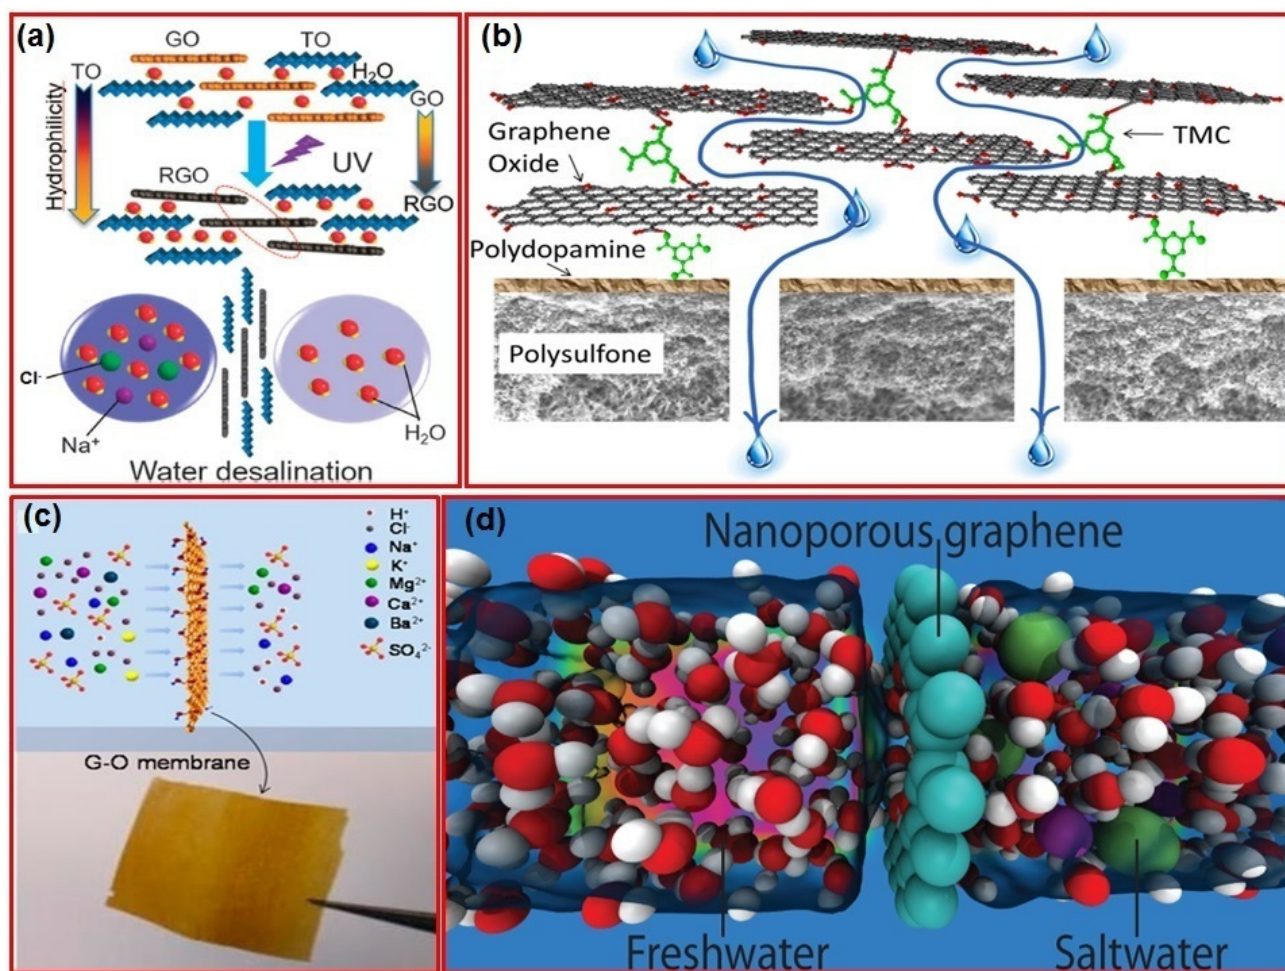 (a)
GO
TO
TO
H₂O
GO
Hydrophilicity
UV
RGO
RGO
Cl⁻
Na⁺
H₂O
Water desalination
(b)
Graphene
Oxide
TMC
Polydopamine
Polysulfone
(c)
H⁺
Cl⁻
Na⁺
K⁺
Mg²⁺
Ca²⁺
Ba²⁺
SO₄²⁻
G-O membrane
(d)
Nanoporous graphene
Freshwater
Saltwater